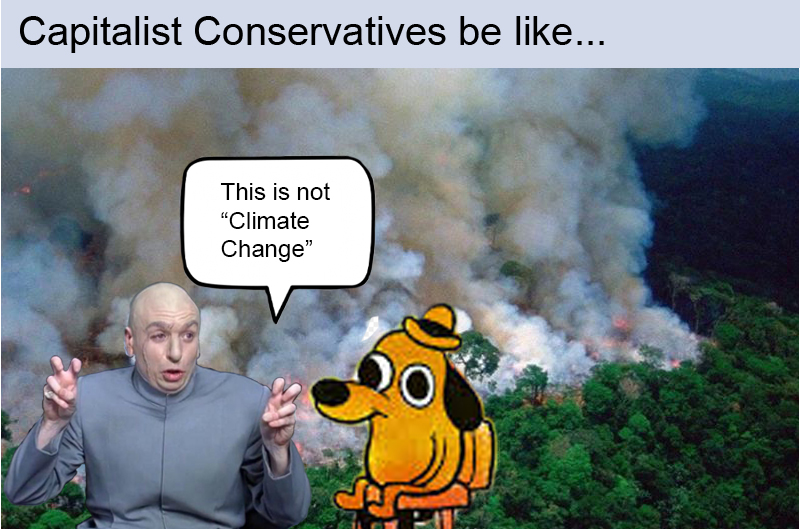 Capitalist Conservatives be like...
This is not
“Climate
Change”